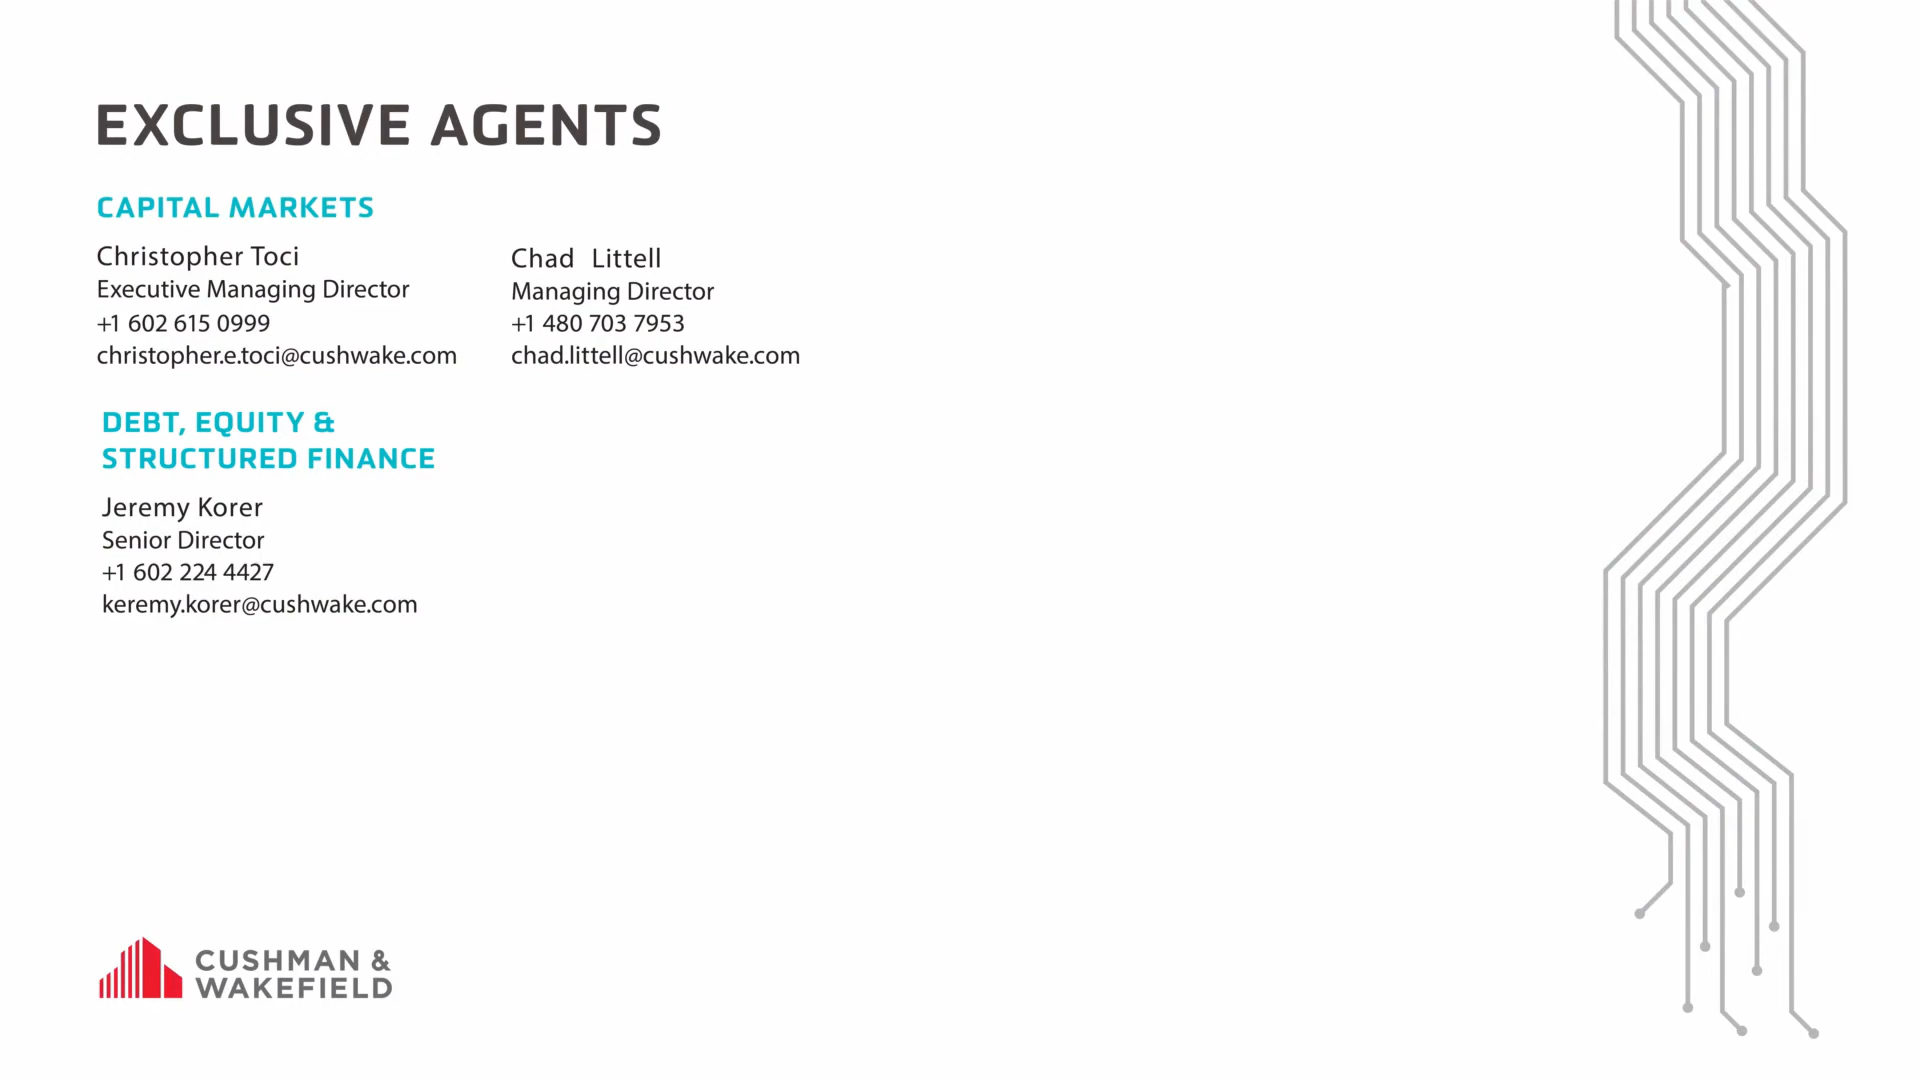 EXCLUSIVE AGENTS
CAPITAL MARKETS
Christopher Toci
Executive Managing Director
+1 602 615 0999
christopher.e.toci@cushwake.com
Chad Littell
Managing Director
+1 480 703 7953
chad.littell@cushwake.com
DEBT, EQUITY &
STRUCTURED FINANCE
Jeremy Korer
Senior Director
+1 602 224 4427
keremy.korer@cushwake.com
CUSHMAN &
WAKEFIELD